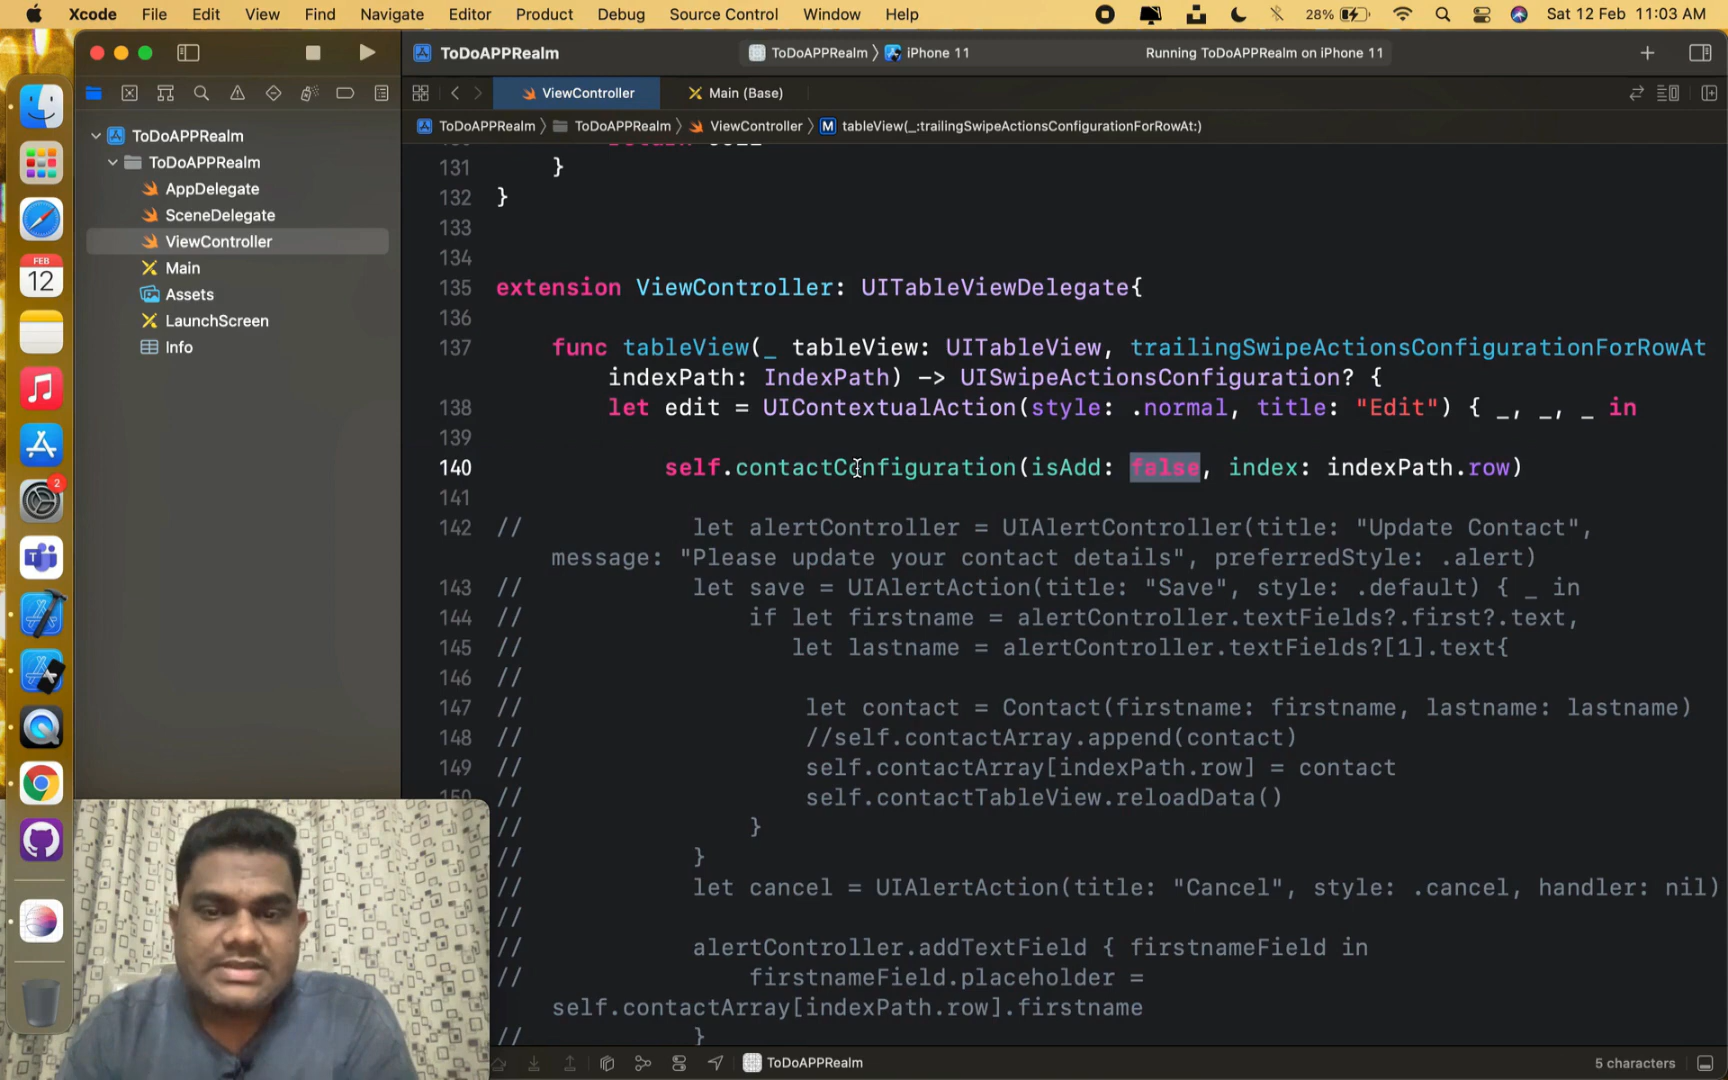 Xcode File Edit View Find Navigate Editor Product Debug Source Control Window Help 28% Sat 12 Feb 11:03 AM
ToDoAPPRealm ToDoAPPRealm iPhone 11 Running ToDoAPPRealm on iPhone 11
ViewController Main (Base)
ToDoAPPRealm ToDoAPPRealm ViewController M tableView(_:trailingSwipeActionsConfigurationForRowAt:)
ToDoAPPRealm
ToDoAPPRealm
AppDelegate
SceneDelegate
ViewController
Main
Assets
LaunchScreen
Info
FEB
12
2
131 }
132 }
133
134
135 extension ViewController: UITableViewDelegate{
136
137 func tableView(_ tableView: UITableView, trailingSwipeActionsConfigurationForRowAt
indexPath: IndexPath) -> UISwipeActionsConfiguration? {
138 let edit = UIContextualAction(style: .normal, title: "Edit") { _, _, _ in
139
140 self.contactConfiguration(isAdd: false, index: indexPath.row)
141
142 // let alertController = UIAlertController(title: "Update Contact",
message: "Please update your contact details", preferredStyle: .alert)
143 // let save = UIAlertAction(title: "Save", style: .default) { _ in
144 // if let firstname = alertController.textFields?.first?.text,
145 // let lastname = alertController.textFields?[1].text{
146 //
147 // let contact = Contact(firstname: firstname, lastname: lastname)
148 // //self.contactArray.append(contact)
149 // self.contactArray[indexPath.row] = contact
150 // self.contactTableView.reloadData()
// }
// }
// let cancel = UIAlertAction(title: "Cancel", style: .cancel, handler: nil)
//
// alertController.addTextField { firstnameField in
// firstnameField.placeholder =
self.contactArray[indexPath.row].firstname
// }
ToDoAPPRealm 5 characters